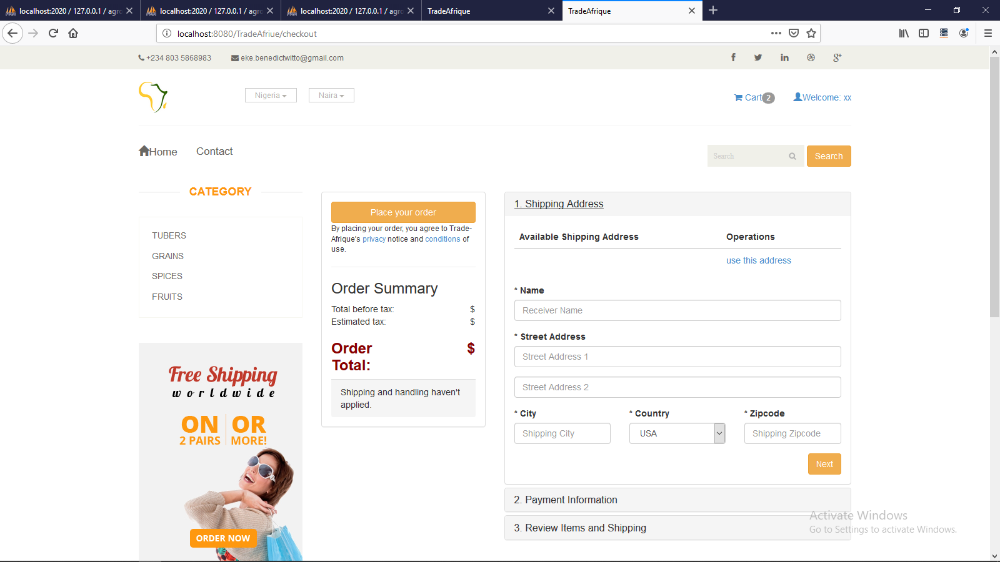 localhost:2020 / 127.0.0.1 / agro
localhost:2020 / 127.0.0.1 / agro
localhost:2020 / 127.0.0.1 / agro
TradeAfrique
TradeAfrique
localhost:8080/TradeAfriue/checkout
+234 803 5868983
eke.benedictwitto@gmail.com
Nigeria
Naira
Cart 2
Welcome: xx
Home
Contact
Search
Search
CATEGORY
TUBERS
GRAINS
SPICES
FRUITS
Free Shipping
worldwide
ON OR
2 PAIRS MORE!
ORDER NOW
Place your order
By placing your order, you agree to Trade-
Afrique's privacy notice and conditions of
use.
Order Summary
Total before tax: $
Estimated tax: $
Order $
Total:
Shipping and handling haven't
applied.
1. Shipping Address
Available Shipping Address Operations
use this address
* Name
Receiver Name
* Street Address
Street Address 1
Street Address 2
* City * Country * Zipcode
Shipping City USA Shipping Zipcode
Next
2. Payment Information
3. Review Items and Shipping
Activate Windows
Go to Settings to activate Windows.